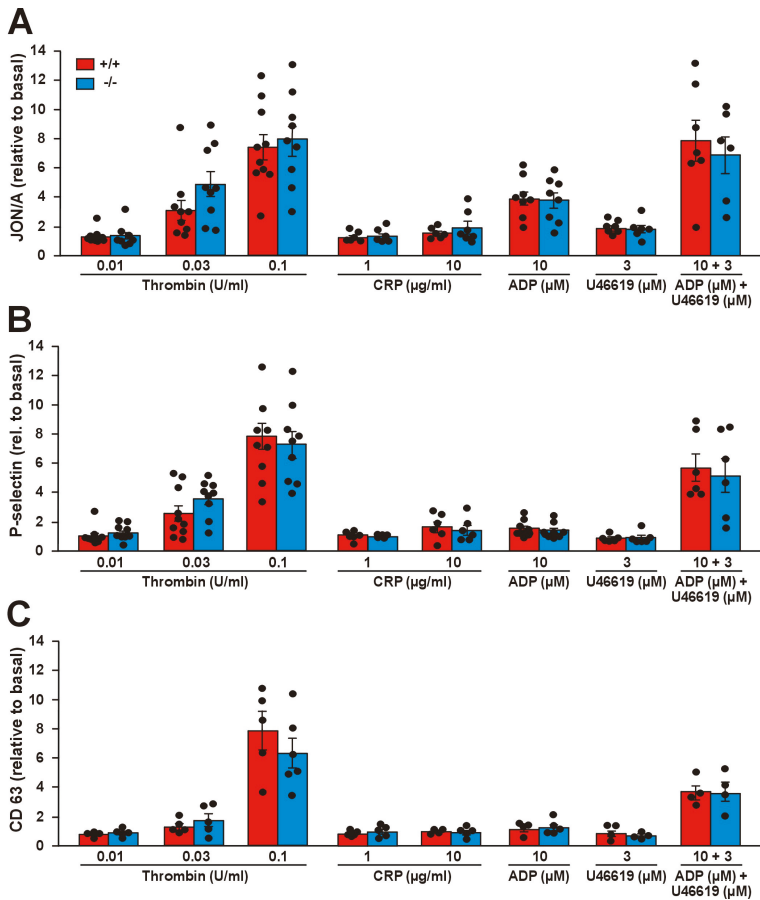 A
JON/A (relative to basal)
14
12
10
8
6
4
2
0
+/+
-/-
0.01 0.03 0.1 1 10 10 3 10 + 3
Thrombin (U/ml) CRP (µg/ml) ADP (µM) U46619 (µM) ADP (µM) +
U46619 (µM)
B
P-selectin (rel. to basal)
14
12
10
8
6
4
2
0
0.01 0.03 0.1 1 10 10 3 10 + 3
Thrombin (U/ml) CRP (µg/ml) ADP (µM) U46619 (µM) ADP (µM) +
U46619 (µM)
C
CD 63 (relative to basal)
14
12
10
8
6
4
2
0
0.01 0.03 0.1 1 10 10 3 10 + 3
Thrombin (U/ml) CRP (µg/ml) ADP (µM) U46619 (µM) ADP (µM) +
U46619 (µM)